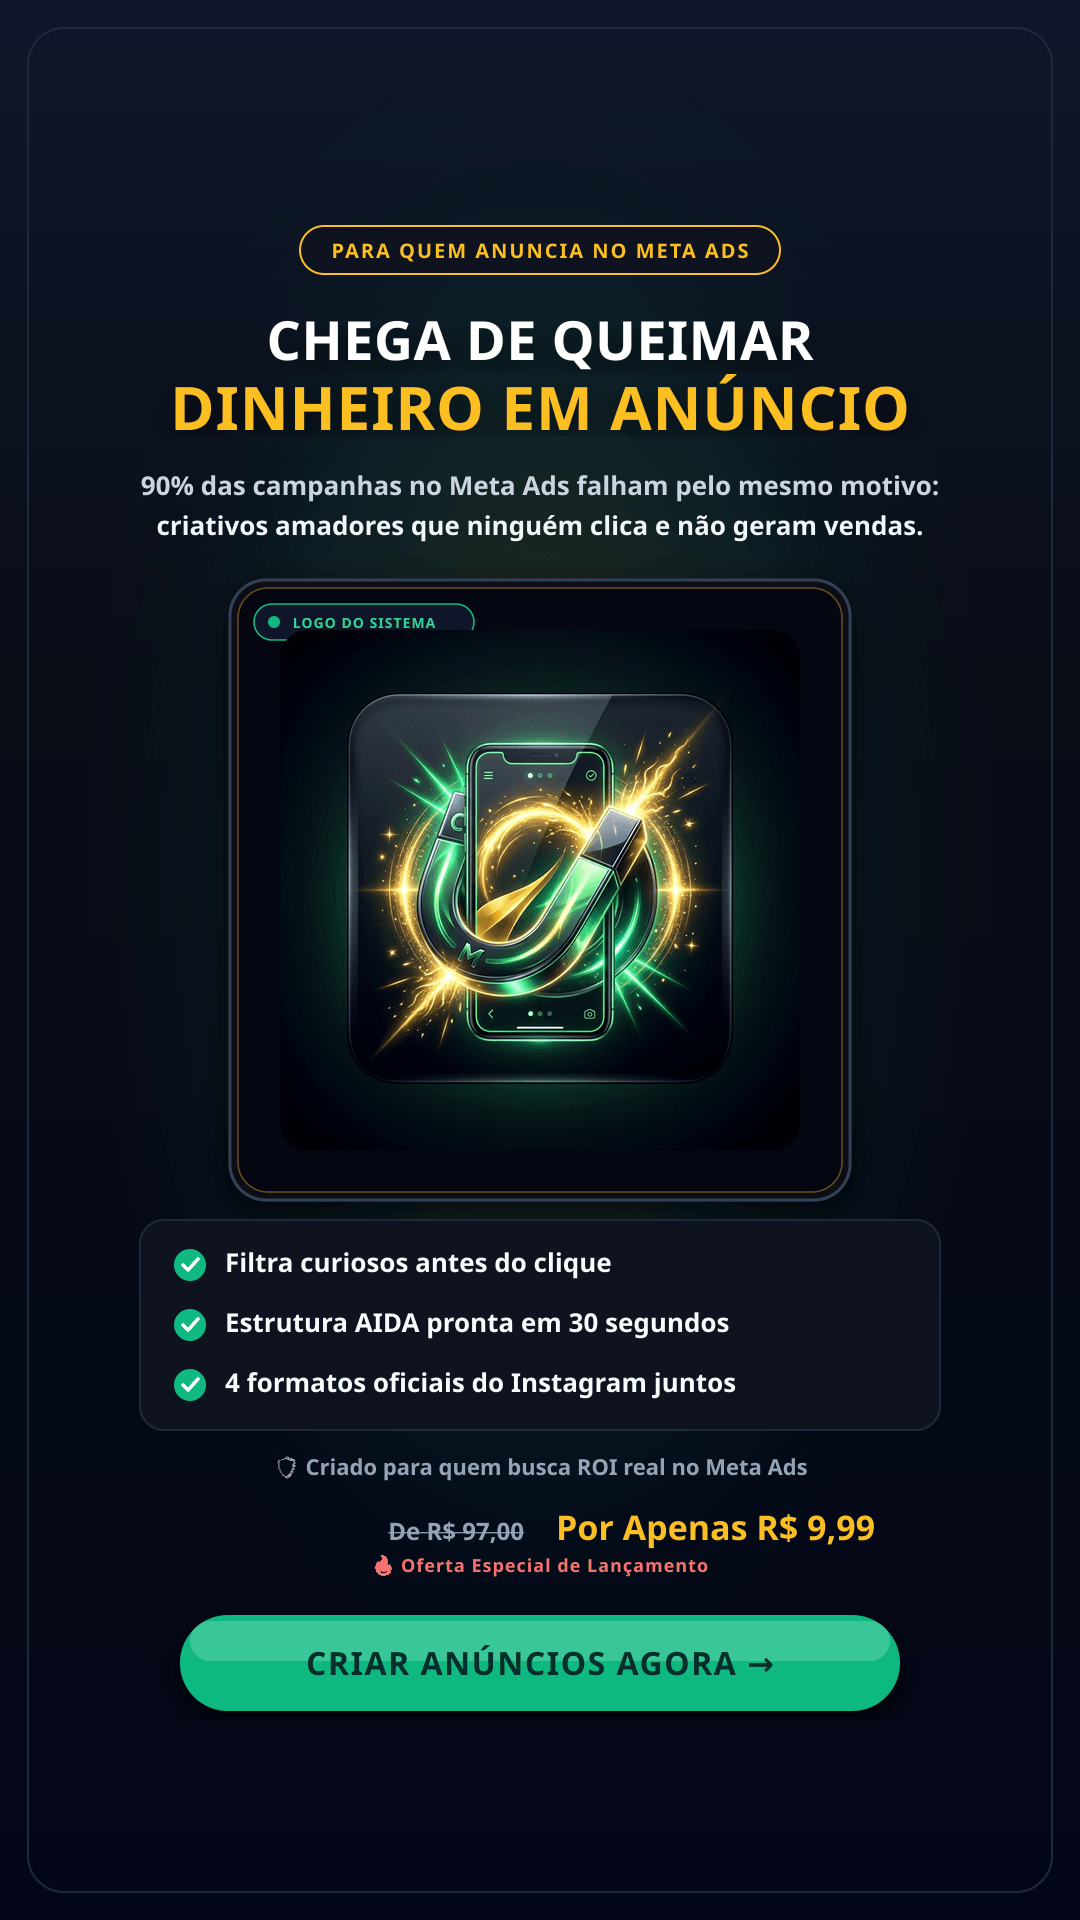 PARA QUEM ANUNCIA NO META ADS
CHEGA DE QUEIMAR
DINHEIRO EM ANÚNCIO
90% das campanhas no Meta Ads falham pelo mesmo motivo:
criativos amadores que ninguém clica e não geram vendas.
LOGO DO SISTEMA
C
M
Filtra curiosos antes do clique
Estrutura AIDA pronta em 30 segundos
4 formatos oficiais do Instagram juntos
Criado para quem busca ROI real no Meta Ads
De R$ 97,00 Por Apenas R$ 9,99
Oferta Especial de Lançamento
CRIAR ANÚNCIOS AGORA →